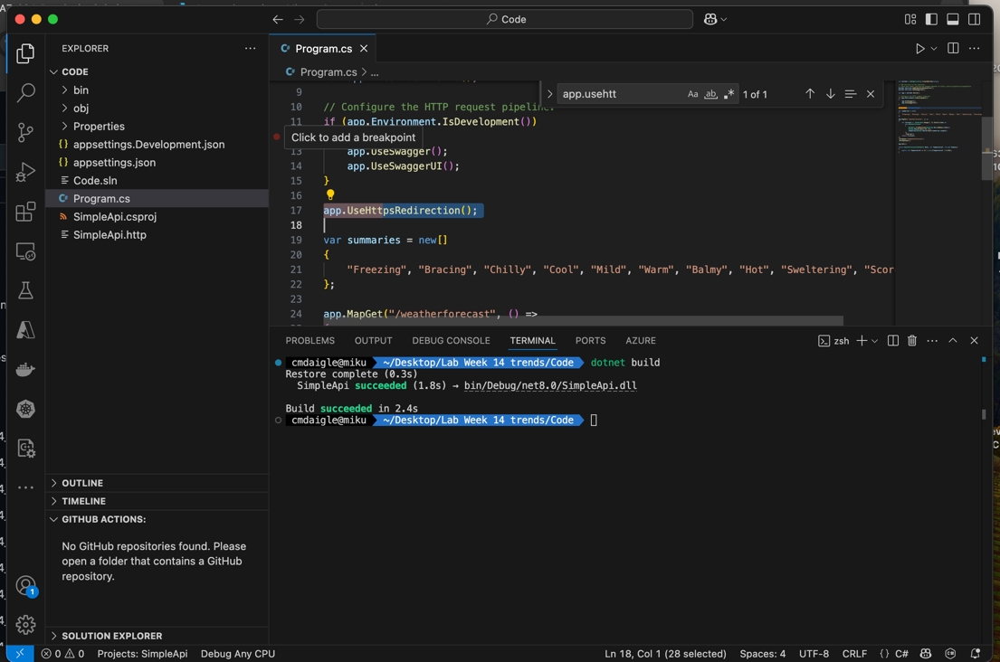 Code
EXPLORER
CODE
bin
obj
Properties
{} appsettings.Development.json
{} appsettings.json
Code.sln
C# Program.cs
SimpleApi.csproj
SimpleApi.http
OUTLINE
TIMELINE
GITHUB ACTIONS:
No GitHub repositories found. Please
open a folder that contains a GitHub
repository.
SOLUTION EXPLORER
1
C# Program.cs
C# Program.cs > ...
app.usehtt Aa ab 1 of 1
9
10 // Configure the HTTP request pipeline.
11 if (app.Environment.IsDevelopment())
Click to add a breakpoint
13 app.UseSwagger();
14 app.UseSwaggerUI();
15 }
16
17 app.UseHttpsRedirection();
18
19 var summaries = new[]
20 {
21 "Freezing", "Bracing", "Chilly", "Cool", "Mild", "Warm", "Balmy", "Hot", "Sweltering", "Scor
22 };
23
24 app.MapGet("/weatherforecast", () =>
PROBLEMS OUTPUT DEBUG CONSOLE TERMINAL PORTS AZURE zsh
cmdaigle@miku ~/Desktop/Lab Week 14 trends/Code dotnet build
Restore complete (0.3s)
SimpleApi succeeded (1.8s) → bin/Debug/net8.0/SimpleApi.dll
Build succeeded in 2.4s
cmdaigle@miku ~/Desktop/Lab Week 14 trends/Code
0 0 Projects: SimpleApi Debug Any CPU Ln 18, Col 1 (28 selected) Spaces: 4 UTF-8 CRLF {} C#